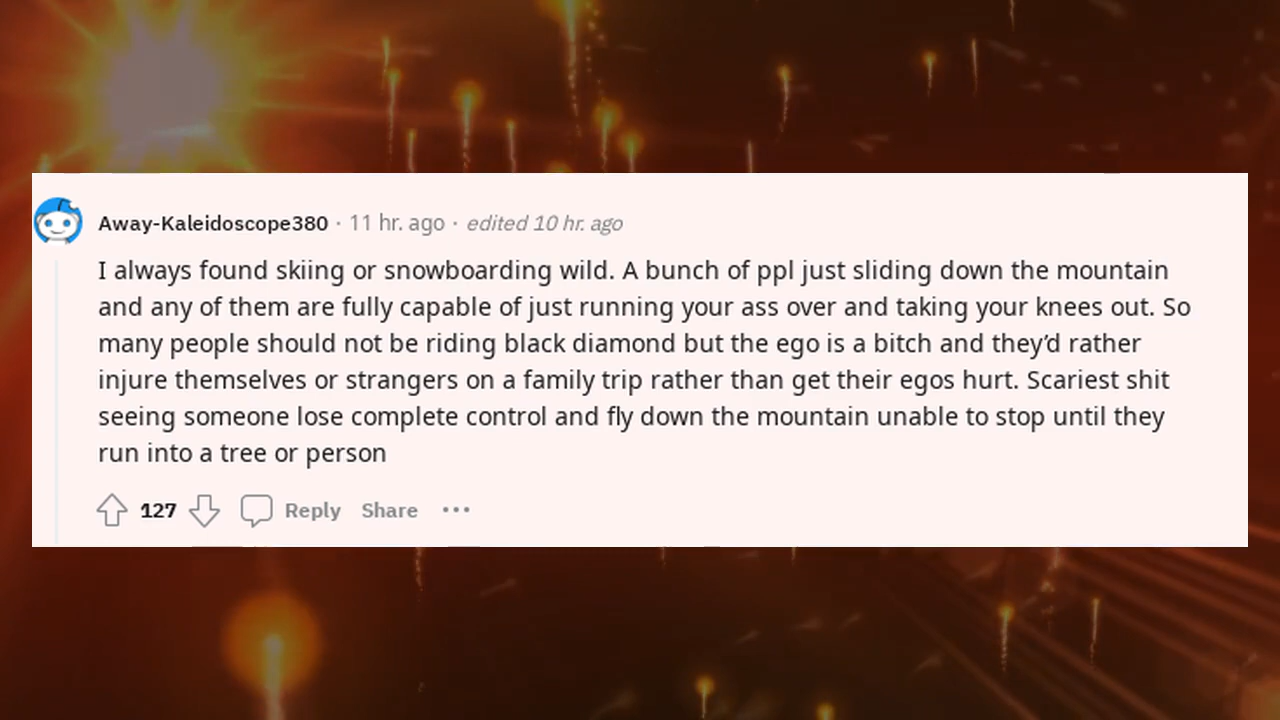 Away-Kaleidoscope380 · 11 hr. ago · edited 10 hr. ago
I always found skiing or snowboarding wild. A bunch of ppl just sliding down the mountain
and any of them are fully capable of just running your ass over and taking your knees out. So
many people should not be riding black diamond but the ego is a bitch and they’d rather
injure themselves or strangers on a family trip rather than get their egos hurt. Scariest shit
seeing someone lose complete control and fly down the mountain unable to stop until they
run into a tree or person
127 Reply Share ···